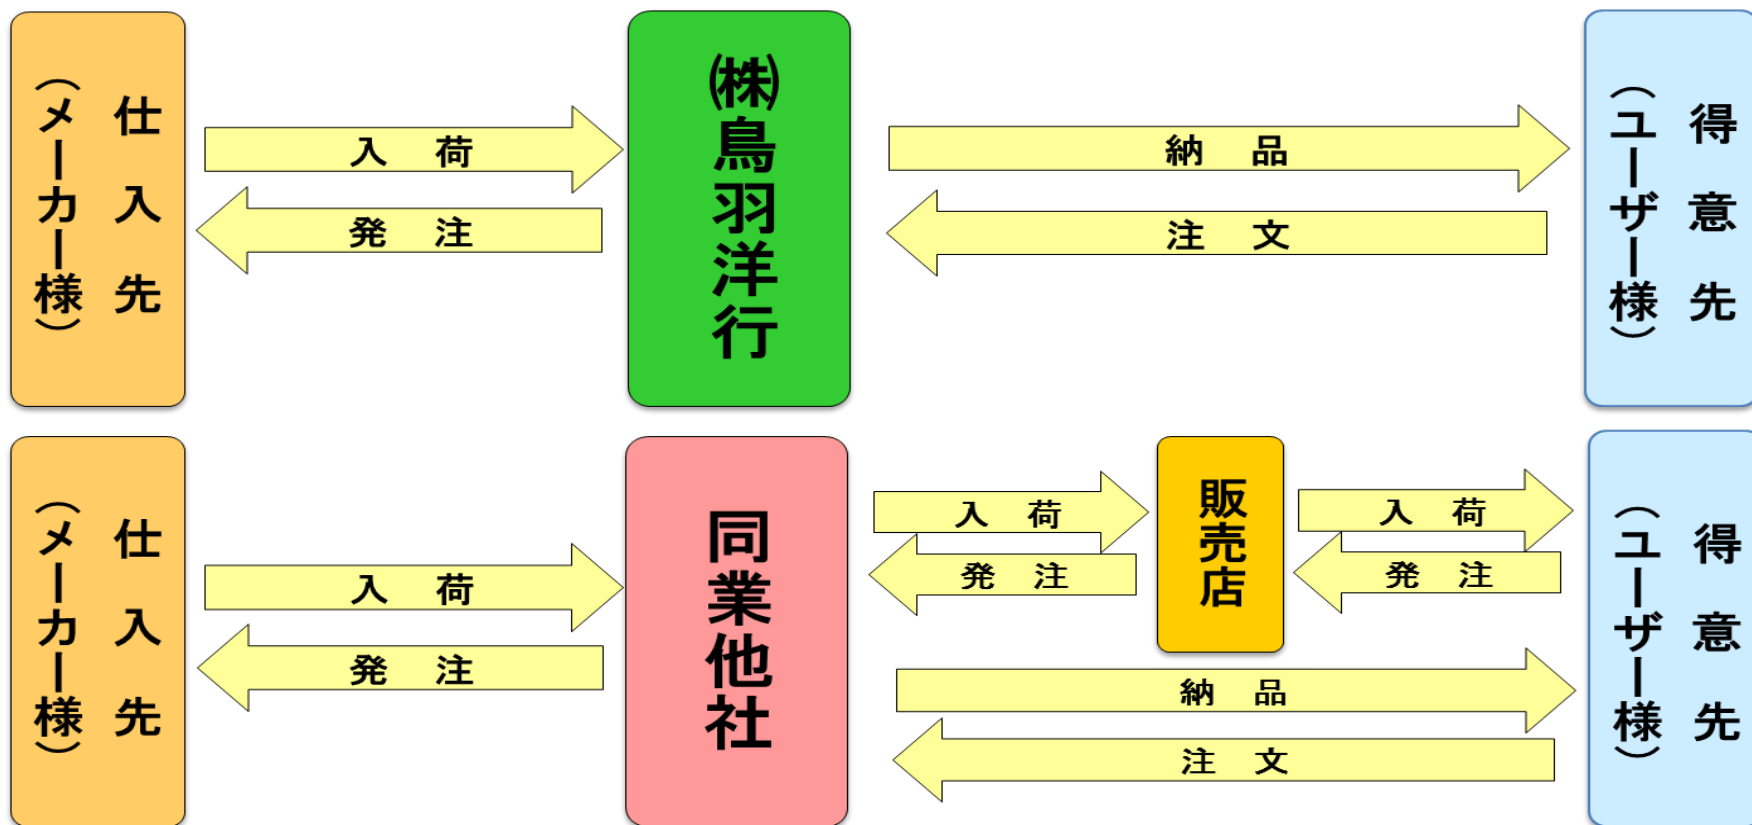 仕入先
（メーカー様）
入　荷
発　注
㈱鳥羽洋行
納　品
注　文
得意先
（ユーザー様）
仕入先
（メーカー様）
入　荷
発　注
同業他社
入　荷
発　注
販売店
入　荷
発　注
納　品
注　文
得意先
（ユーザー様）